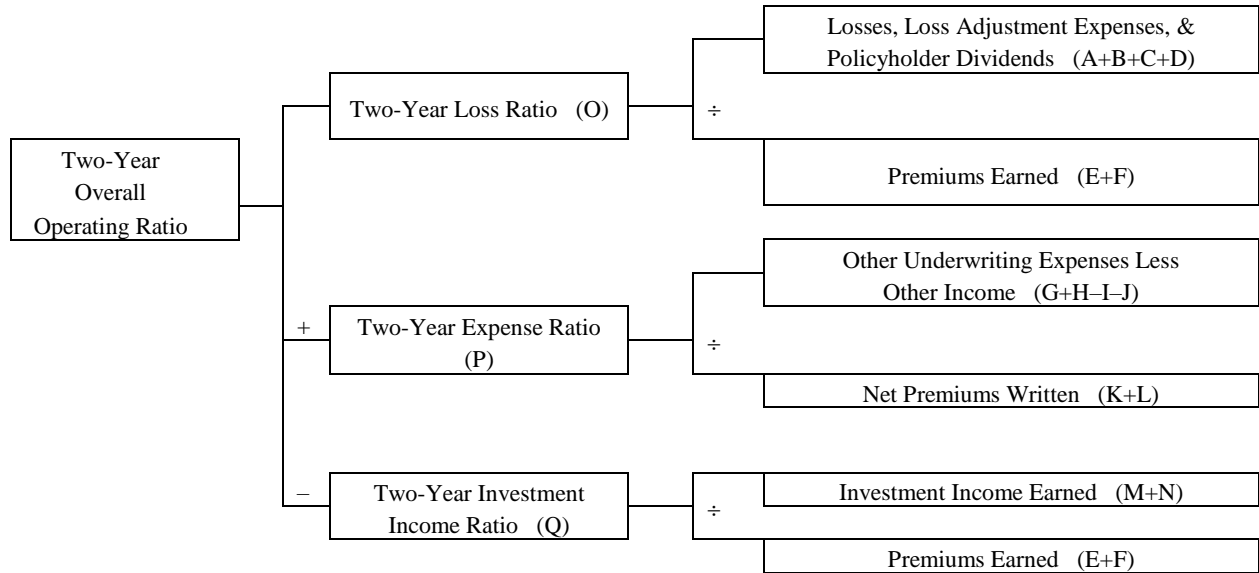 Losses, Loss Adjustment Expenses, &
Policyholder Dividends (A+B+C+D)
Two-Year Loss Ratio (O)
÷
Two-Year
Overall
Operating Ratio
Premiums Earned (E+F)
Other Underwriting Expenses Less
Other Income (G+H–I–J)
+
Two-Year Expense Ratio
(P)
÷
Net Premiums Written (K+L)
–
Two-Year Investment
Income Ratio (Q)
Investment Income Earned (M+N)
÷
Premiums Earned (E+F)